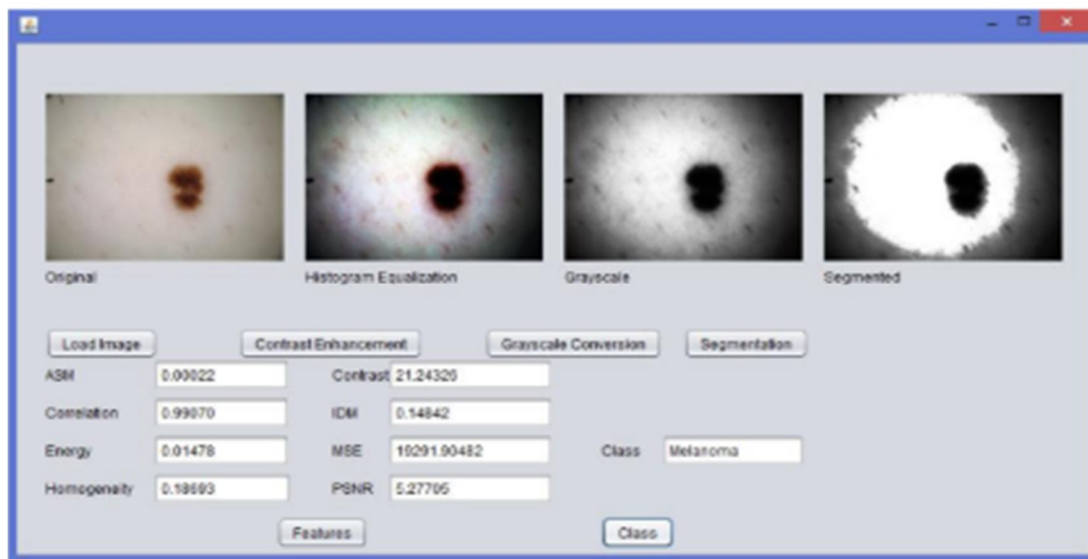 Original Histogram Equalization Grayscale Segmented
Load Image Contrast Enhancement Grayscale Conversion Segmentation
ASM 0.00022 Contrast 21.24326
Correlation 0.99070 IDM 0.14842
Energy 0.01478 MSE 19291.90482 Class Melanoma
Homogeneity 0.18693 PSNR 5.27705
Features Class